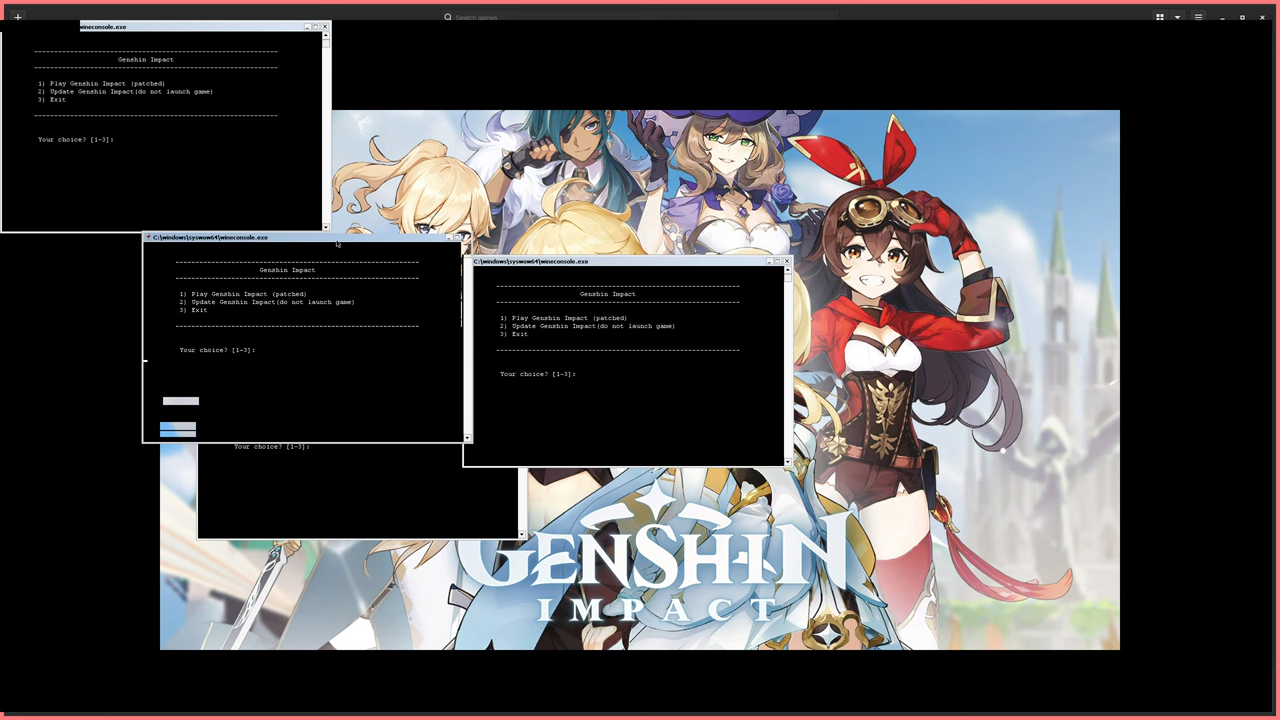 Search games
wineconsole.exe
Genshin Impact
1) Play Genshin Impact (patched)
2) Update Genshin Impact(do not launch game)
3) Exit
Your choice? [1-3]:
C:\windows\syswow64\wineconsole.exe
Genshin Impact
1) Play Genshin Impact (patched)
2) Update Genshin Impact(do not launch game)
3) Exit
Your choice? [1-3]:
C:\windows\syswow64\wineconsole.exe
Genshin Impact
1) Play Genshin Impact (patched)
2) Update Genshin Impact(do not launch game)
3) Exit
Your choice? [1-3]:
Your choice? [1-3]:
GENSHIN
IMPACT